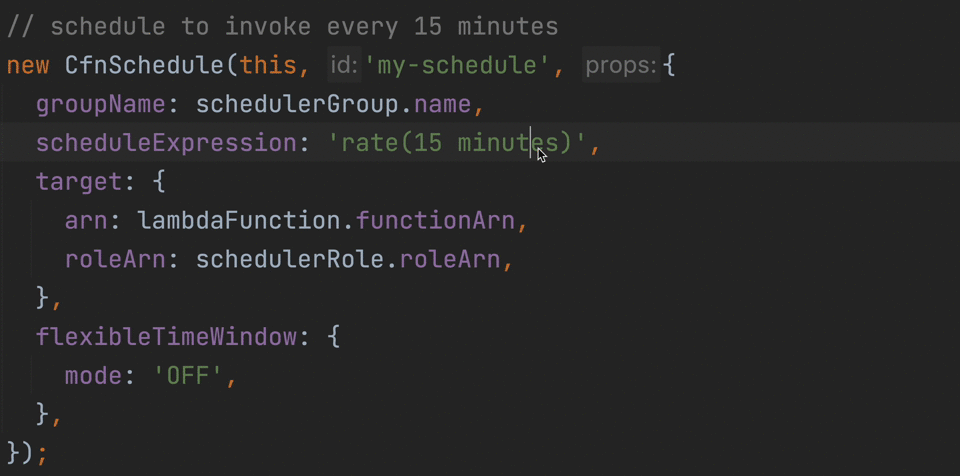 // schedule to invoke every 15 minutes
new CfnSchedule(this, id: 'my-schedule', props: {
  groupName: schedulerGroup.name,
  scheduleExpression: 'rate(15 minutes)',
  target: {
    arn: lambdaFunction.functionArn,
    roleArn: schedulerRole.roleArn,
  },
  flexibleTimeWindow: {
    mode: 'OFF',
  },
});